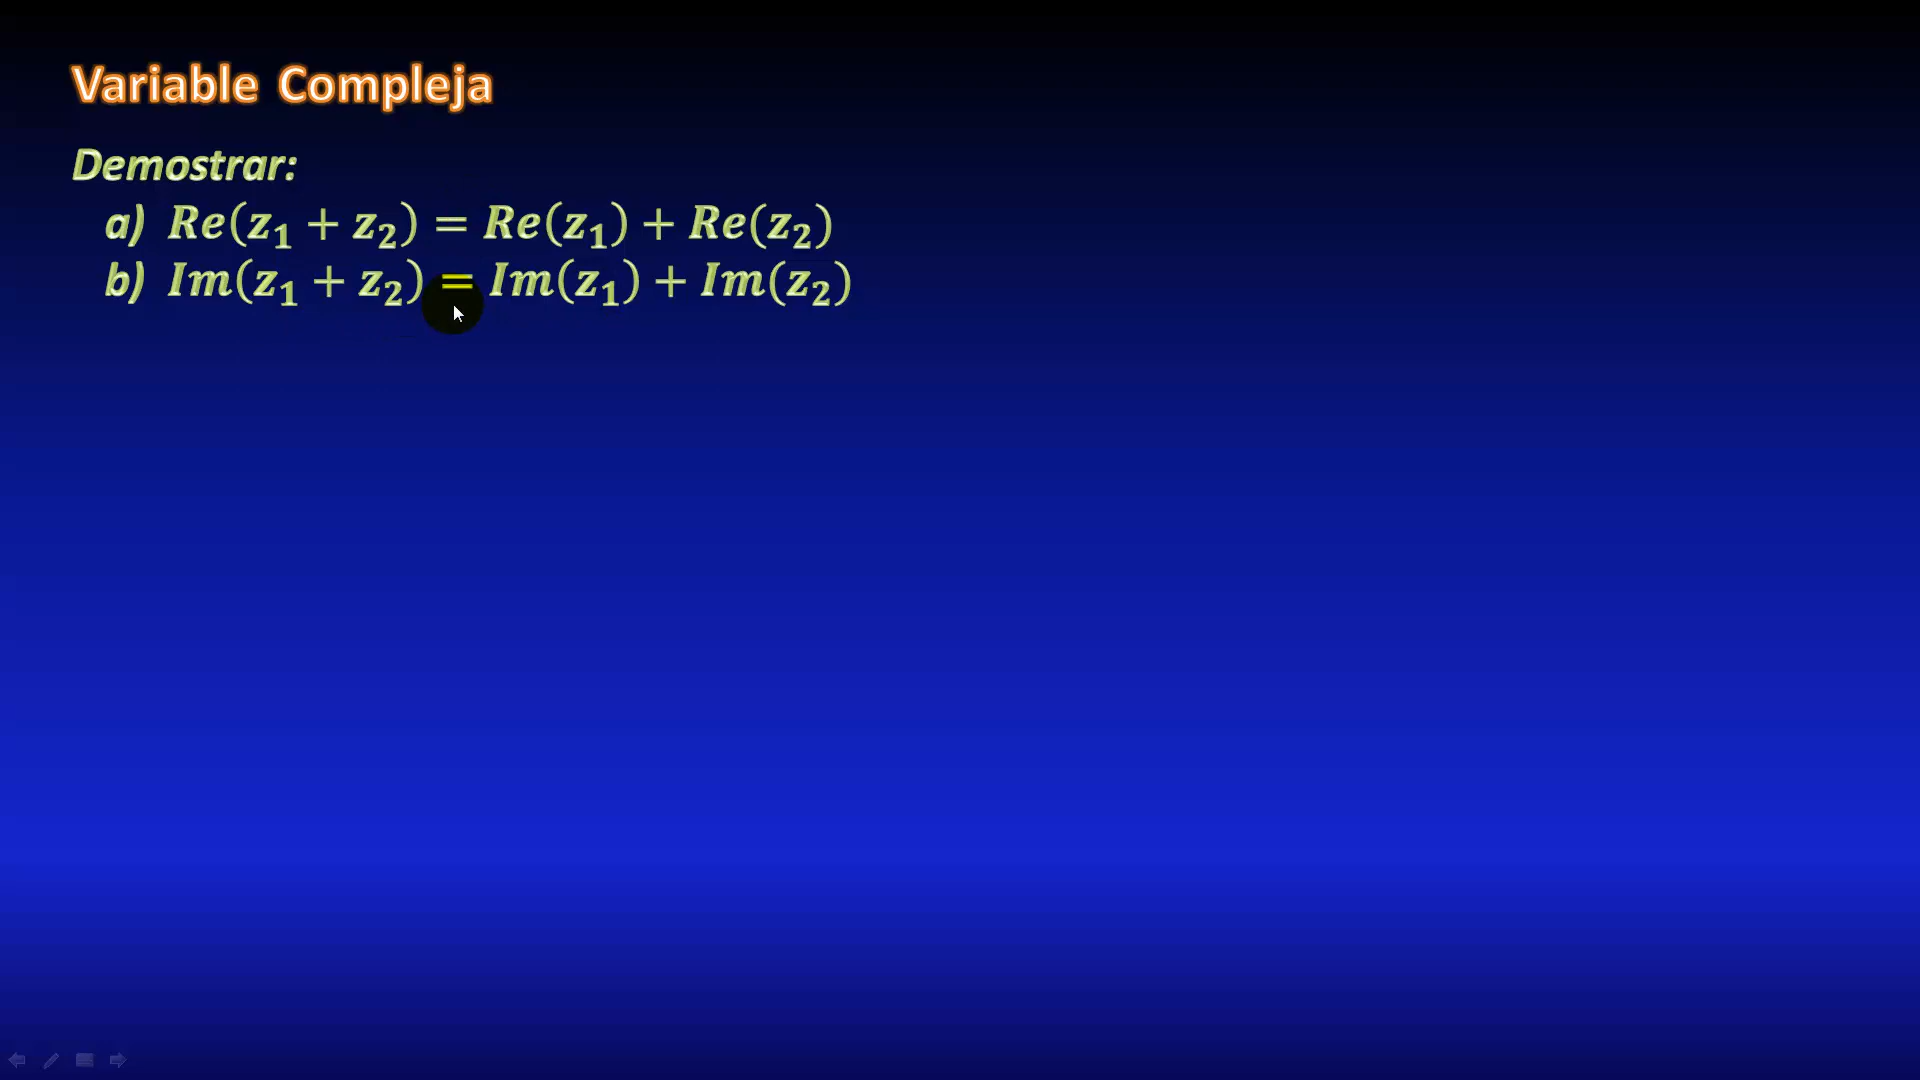 Variable Compleja
Demostrar:
a) Re(z₁ + z₂) = Re(z₁) + Re(z₂)
b) Im(z₁ + z₂) = Im(z₁) + Im(z₂)